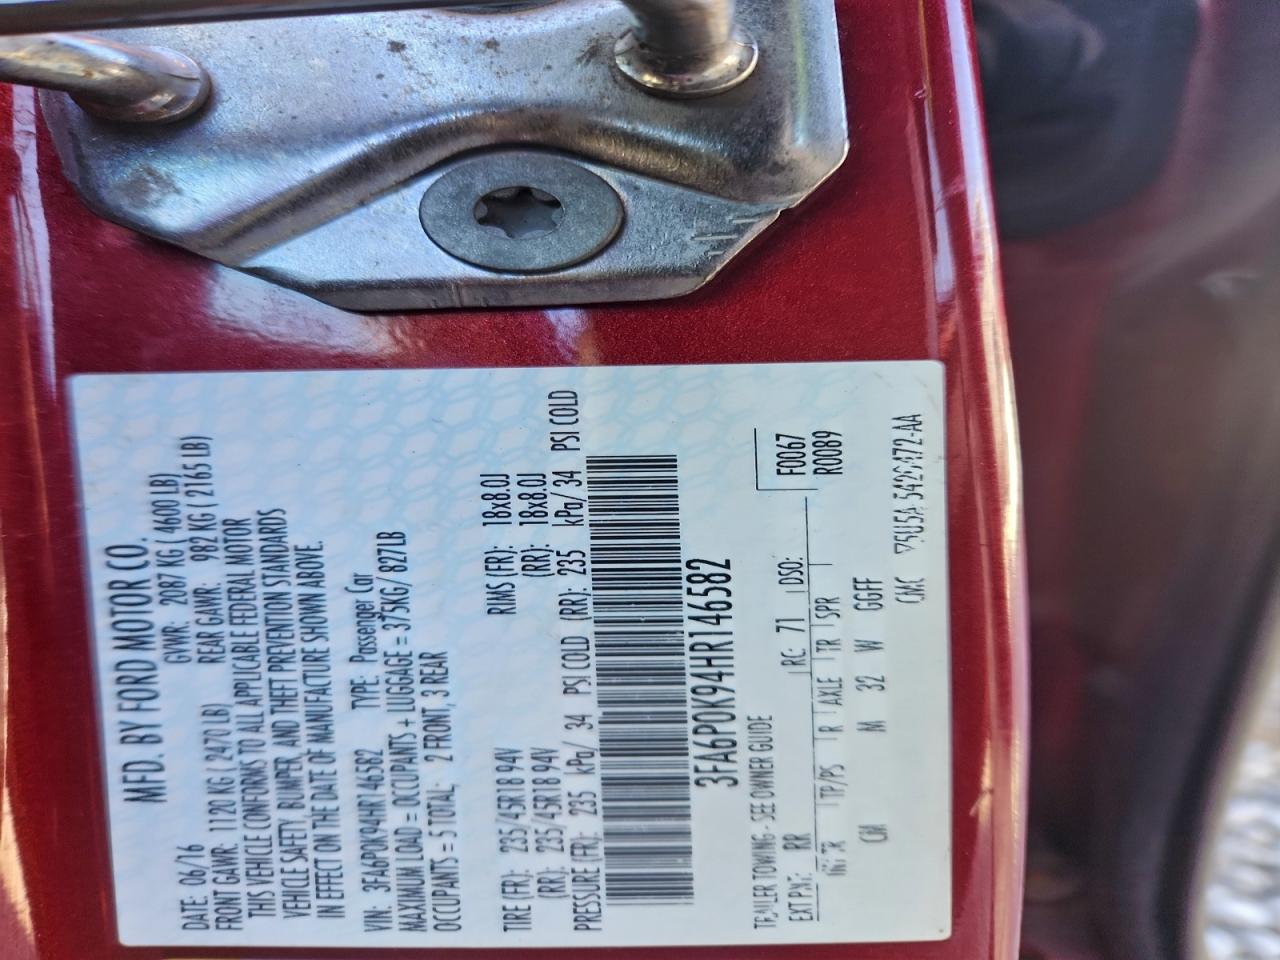 MFD. BY FORD MOTOR CO.
DATE: 06/16 GVWR: 2087 KG ( 4600 LB)
FRONT GAWR: 1120 KG ( 2470 LB) REAR GAWR: 982 KG ( 2165 LB)
THIS VEHICLE CONFORMS TO ALL APPLICABLE FEDERAL MOTOR
VEHICLE SAFETY, BUMPER, AND THEFT PREVENTION STANDARDS
IN EFFECT ON THE DATE OF MANUFACTURE SHOWN ABOVE.
VIN: 3FA6P0K94HR146582 TYPE: Passenger Car
MAXIMUM LOAD = OCCUPANTS + LUGGAGE = 375KG/ 827LB
OCCUPANTS = 5 TOTAL: 2 FRONT, 3 REAR
TIRE (FR): 235/45R18 94V RIMS (FR): 18x8.0J
(RR): 235/45R18 94V (RR): 18x8.0J
PRESSURE (FR): 235 kPa/ 34 PSI COLD (RR): 235 kPa/ 34 PSI COLD
3FA6P0K94HR146582
TRAILER TOWING - SEE OWNER GUIDE
F0067
R0089
EXT PNT: RR RC: 71 DSO:
TP/PS R AXLE TR SPR
CM M 32 W GGFF
CMC